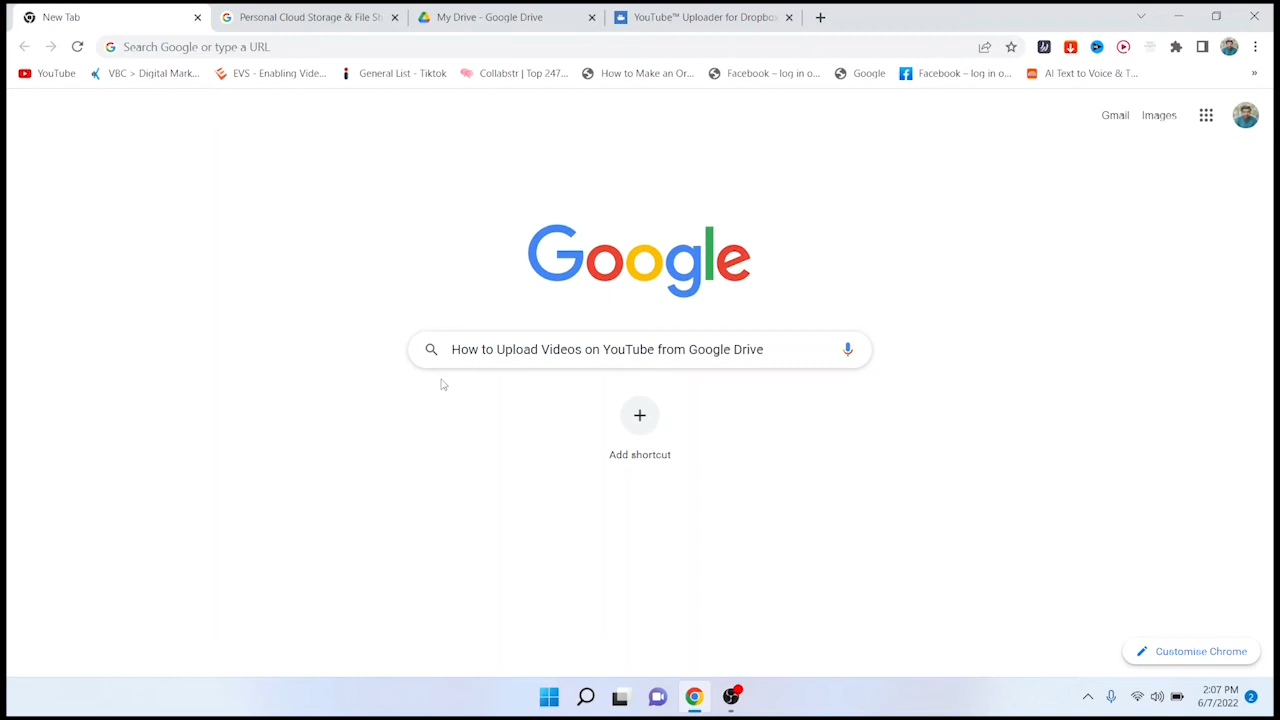 New Tab
Personal Cloud Storage & File Sh
My Drive - Google Drive
YouTube™ Uploader for Dropbox
Search Google or type a URL
YouTube
VBC > Digital Mark...
EVS - Enabling Vide...
General List - Tiktok
Collabstr | Top 247...
How to Make an Or...
Facebook – log in o...
Google
Facebook – log in o...
AI Text to Voice & T...
»
Gmail
Images
Google
How to Upload Videos on YouTube from Google Drive
Add shortcut
Customise Chrome
2:07 PM
6/7/2022
2